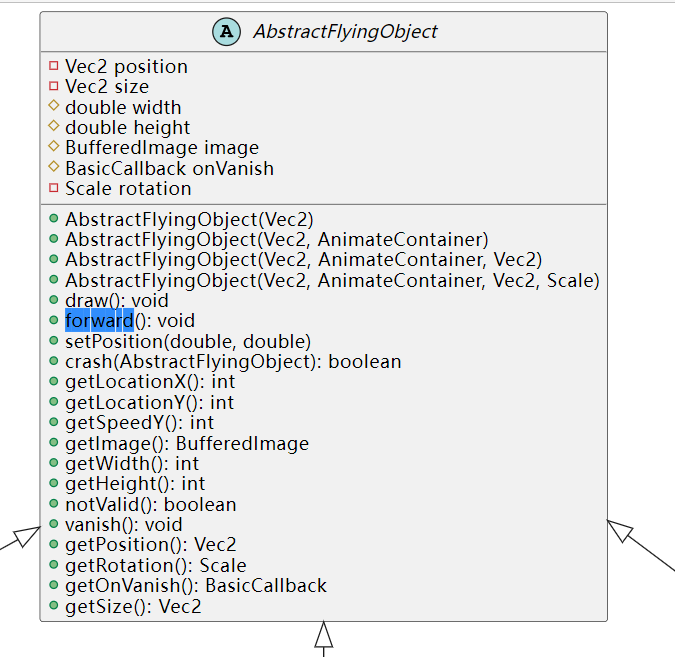 A AbstractFlyingObject
Vec2 position
Vec2 size
double width
double height
BufferedImage image
BasicCallback onVanish
Scale rotation
AbstractFlyingObject(Vec2)
AbstractFlyingObject(Vec2, AnimateContainer)
AbstractFlyingObject(Vec2, AnimateContainer, Vec2)
AbstractFlyingObject(Vec2, AnimateContainer, Vec2, Scale)
draw(): void
forward(): void
setPosition(double, double)
crash(AbstractFlyingObject): boolean
getLocationX(): int
getLocationY(): int
getSpeedY(): int
getImage(): BufferedImage
getWidth(): int
getHeight(): int
notValid(): boolean
vanish(): void
getPosition(): Vec2
getRotation(): Scale
getOnVanish(): BasicCallback
getSize(): Vec2